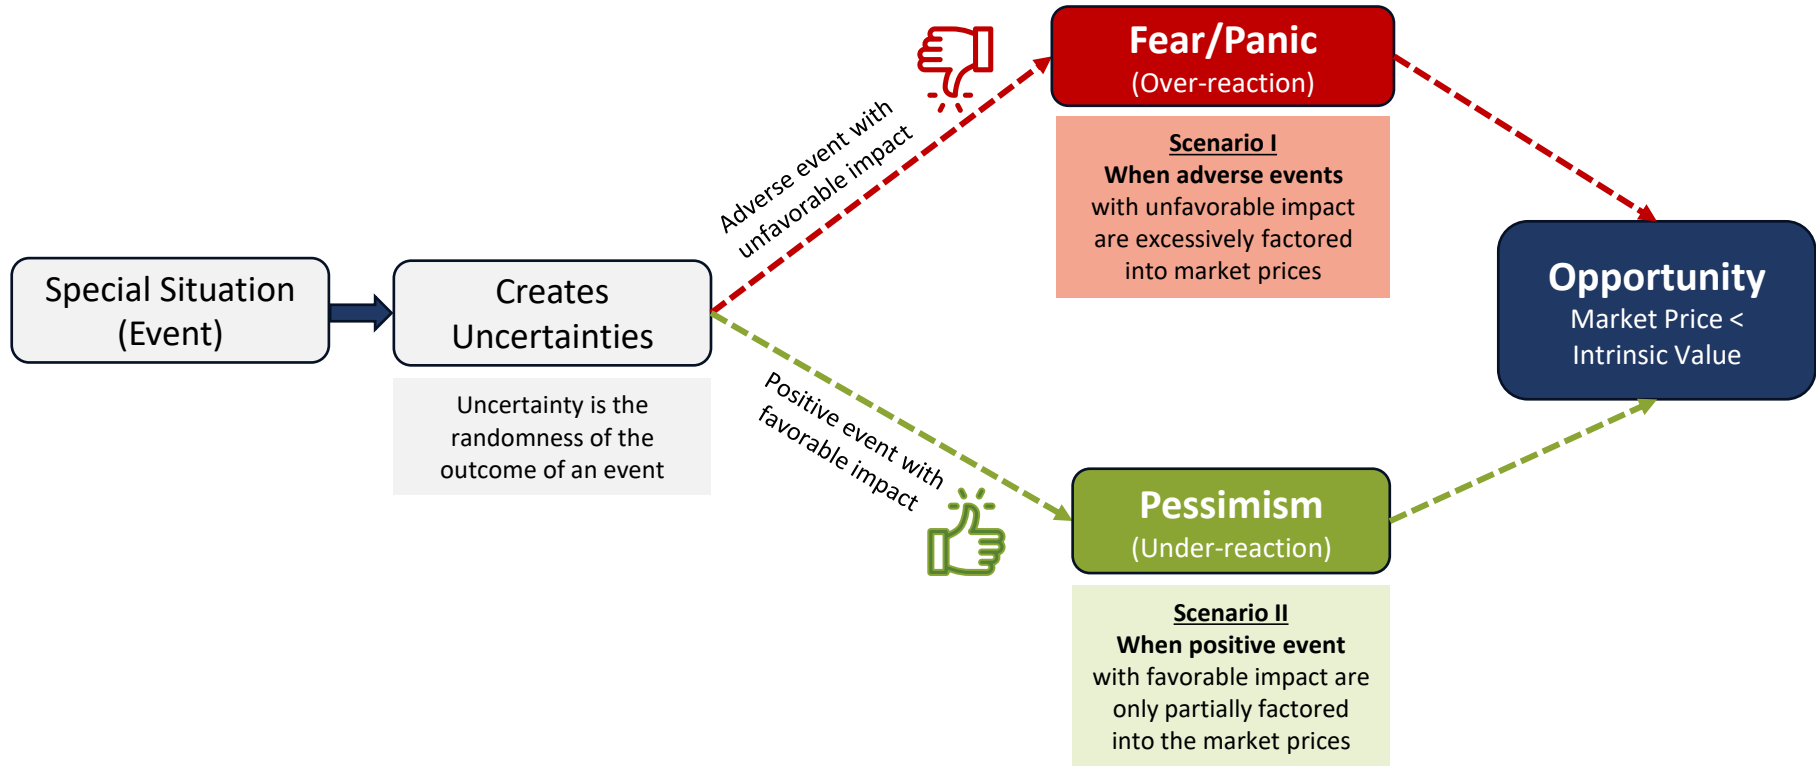 Special Situation
(Event)
Creates
Uncertainties
Uncertainty is the
randomness of the
outcome of an event
Adverse event with
unfavorable impact
Fear/Panic
(Over-reaction)
Scenario I
When adverse events
with unfavorable impact
are excessively factored
into market prices
Positive event with
favorable impact
Pessimism
(Under-reaction)
Scenario II
When positive event
with favorable impact are
only partially factored
into the market prices
Opportunity
Market Price <
Intrinsic Value